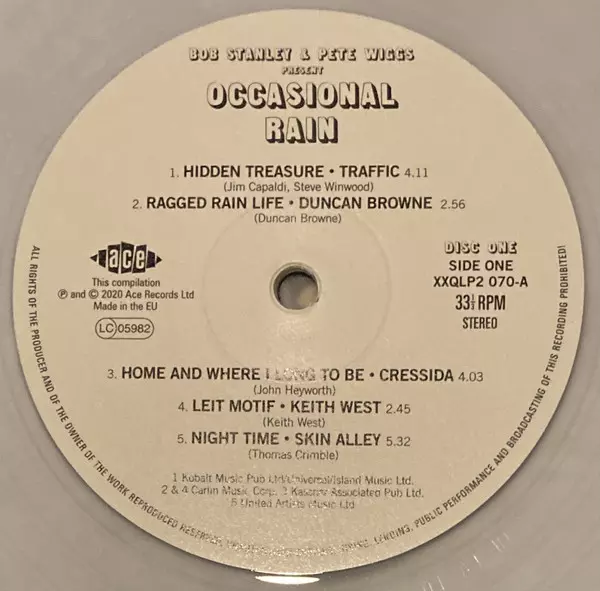 BOB STANLEY & PETE WIGGS
PRESENT
OCCASIONAL
RAIN
1. HIDDEN TREASURE • TRAFFIC 4.11
(Jim Capaldi, Steve Winwood)
2. RAGGED RAIN LIFE • DUNCAN BROWNE 2.56
(Duncan Browne)
ace
This compilation
℗ and © 2020 Ace Records Ltd
Made in the EU
LC 05982
DISC ONE
SIDE ONE
XXQLP2 070-A
33⅓ RPM
STEREO
3. HOME AND WHERE I LONG TO BE • CRESSIDA 4.03
(John Heyworth)
4. LEIT MOTIF • KEITH WEST 2.45
(Keith West)
5. NIGHT TIME • SKIN ALLEY 5.32
(Thomas Crimble)
1 Kobalt Music Pub Ltd/Universal/Island Music Ltd.
2 & 4 Carlin Music Corp. 3 Kassner Associated Pub Ltd.
5 United Artists Music Ltd
ALL RIGHTS OF THE PRODUCER AND OF THE OWNER OF THE WORK REPRODUCED RESERVED. LENDING, PUBLIC PERFORMANCE AND BROADCASTING OF THIS RECORDING PROHIBITED!